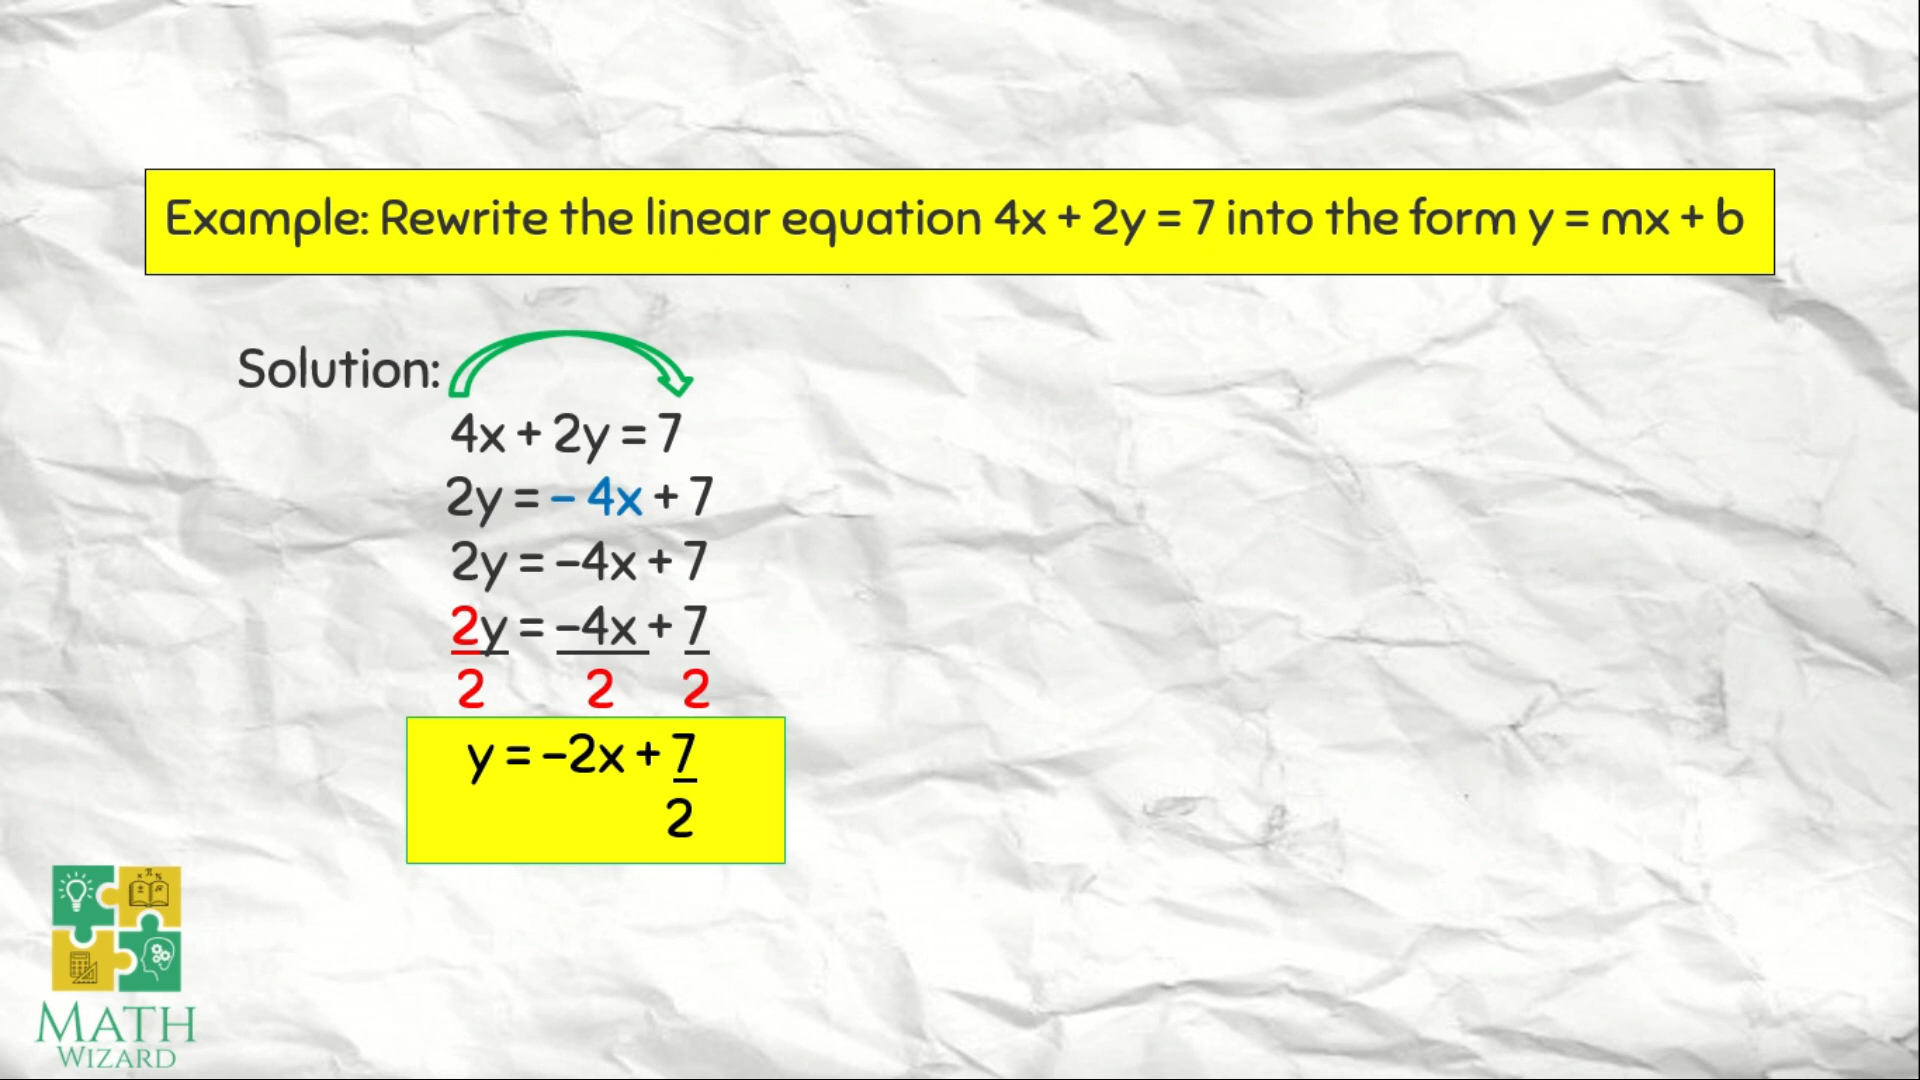 Example: Rewrite the linear equation 4x + 2y = 7 into the form y = mx + b
Solution:
4x + 2y = 7
2y = – 4x + 7
2y = –4x + 7
2y = –4x + 7
2 2 2
y = –2x + 7
2
MATH
WIZARD